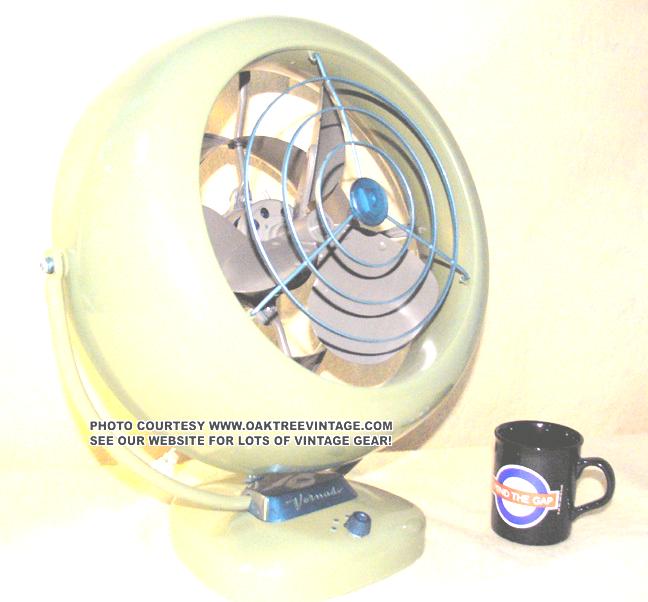 PHOTO COURTESY WWW.OAKTREEVINTAGE.COM
SEE OUR WEBSITE FOR LOTS OF VINTAGE GEAR!
Vornado
MIND THE GAP